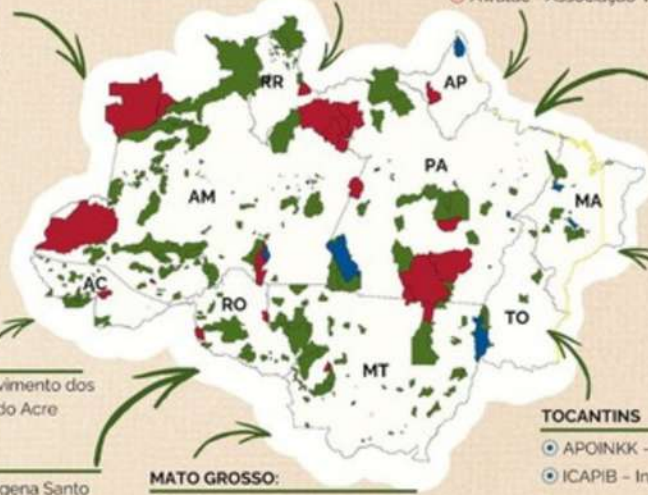 Associação
RR
AP
PA
AM
MA
AC
RO
TO
MT
vimento dos
do Acre
TOCANTINS
APOINKK -
ICAPIB - In
gena Santo
MATO GROSSO: